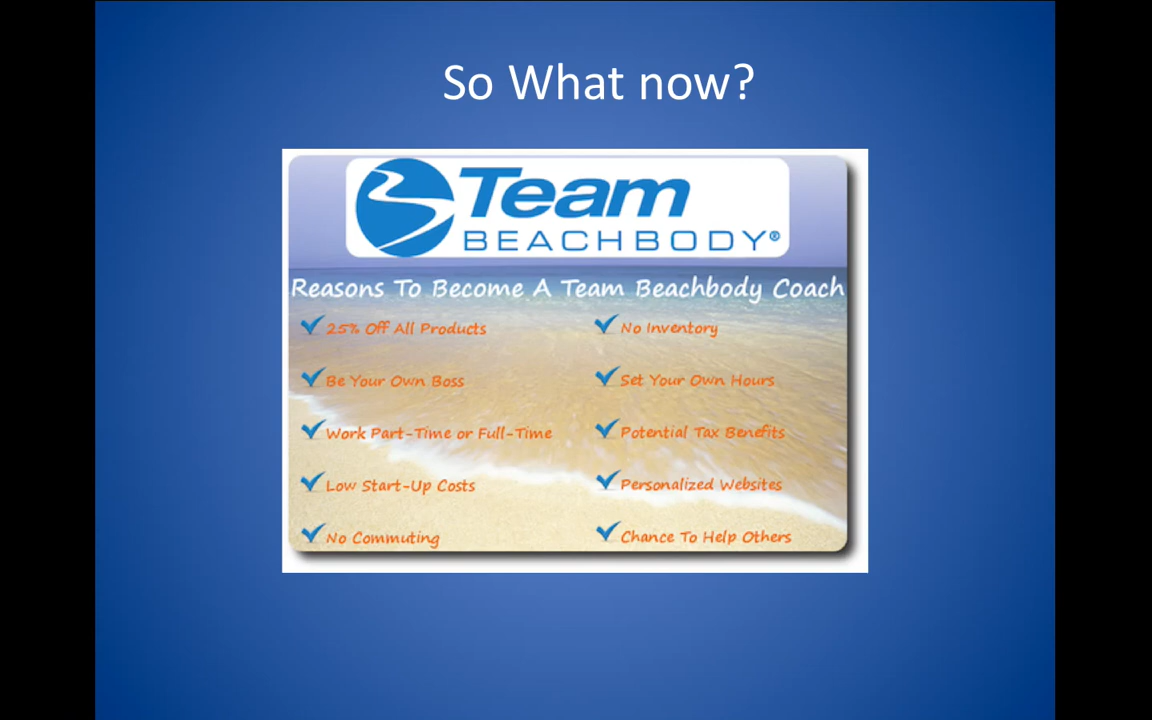 So What now?
Team
BEACHBODY®
Reasons To Become A Team Beachbody Coach
25% Off All Products
Be Your Own Boss
Work Part-Time or Full-Time
Low Start-Up Costs
No Commuting
No Inventory
Set Your Own Hours
Potential Tax Benefits
Personalized Websites
Chance To Help Others